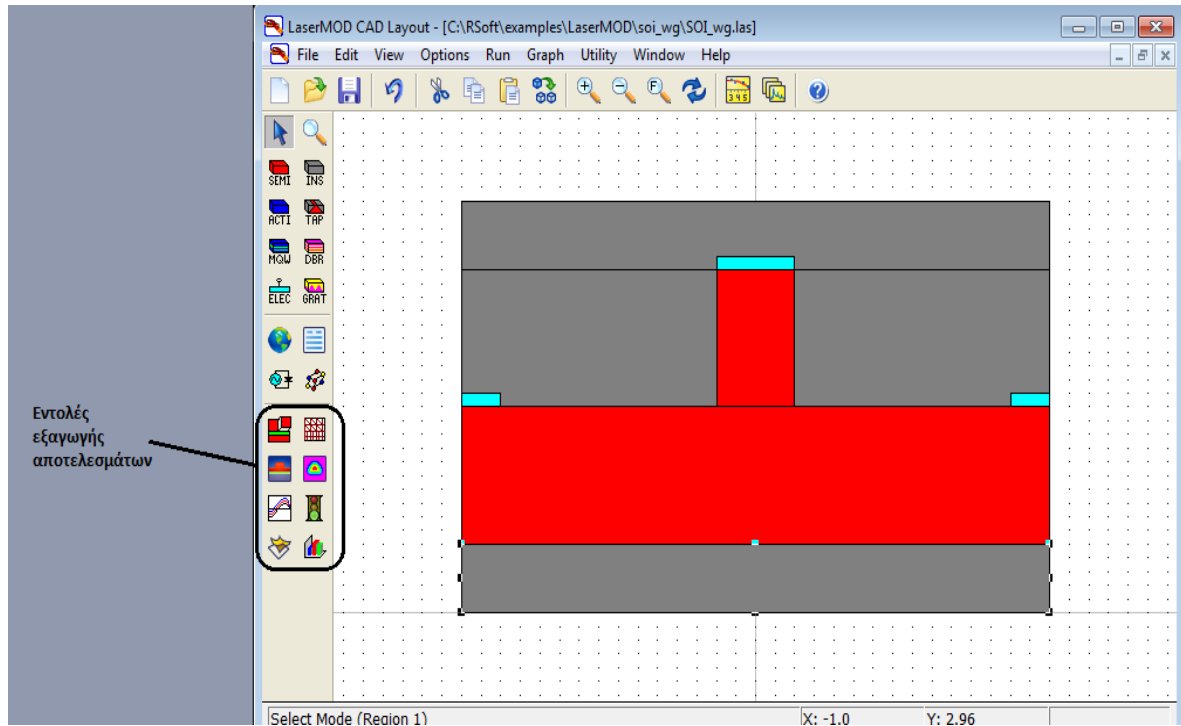 LaserMOD CAD Layout - [C:\RSoft\examples\LaserMOD\soi_wg\SOI_wg.las]
File Edit View Options Run Graph Utility Window Help
F
345
SEMI INS
ACTI TAP
MQW DBR
ELEC GRAT
Εντολές
εξαγωγής
αποτελεσμάτων
Select Mode (Region 1) X: -1.0 Y: 2.96